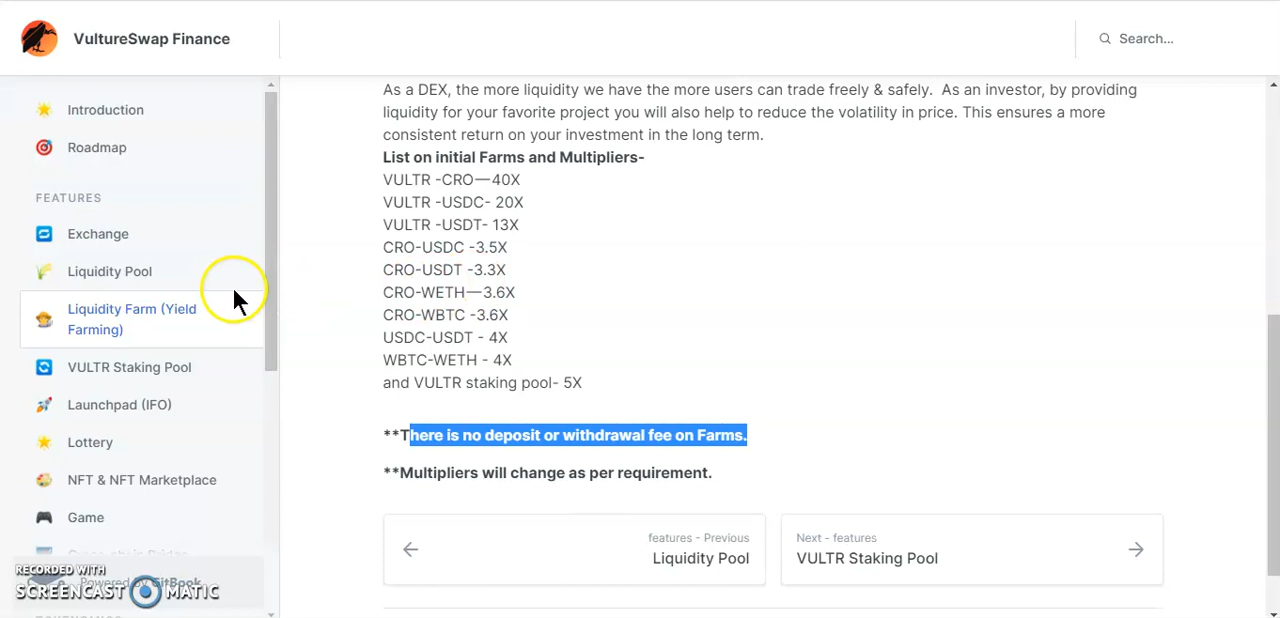 VultureSwap Finance
Search...
Introduction
Roadmap
FEATURES
Exchange
Liquidity Pool
Liquidity Farm (Yield
Farming)
VULTR Staking Pool
Launchpad (IFO)
Lottery
NFT & NFT Marketplace
Game
Powered by GitBook
RECORDED WITH
SCREENCAST MATIC
As a DEX, the more liquidity we have the more users can trade freely & safely.  As an investor, by providing
liquidity for your favorite project you will also help to reduce the volatility in price. This ensures a more
consistent return on your investment in the long term.
List on initial Farms and Multipliers-
VULTR -CRO—40X
VULTR -USDC- 20X
VULTR -USDT- 13X
CRO-USDC -3.5X
CRO-USDT -3.3X
CRO-WETH—3.6X
CRO-WBTC -3.6X
USDC-USDT - 4X
WBTC-WETH - 4X
and VULTR staking pool- 5X
**There is no deposit or withdrawal fee on Farms.
**Multipliers will change as per requirement.
features - Previous
Liquidity Pool
Next - features
VULTR Staking Pool